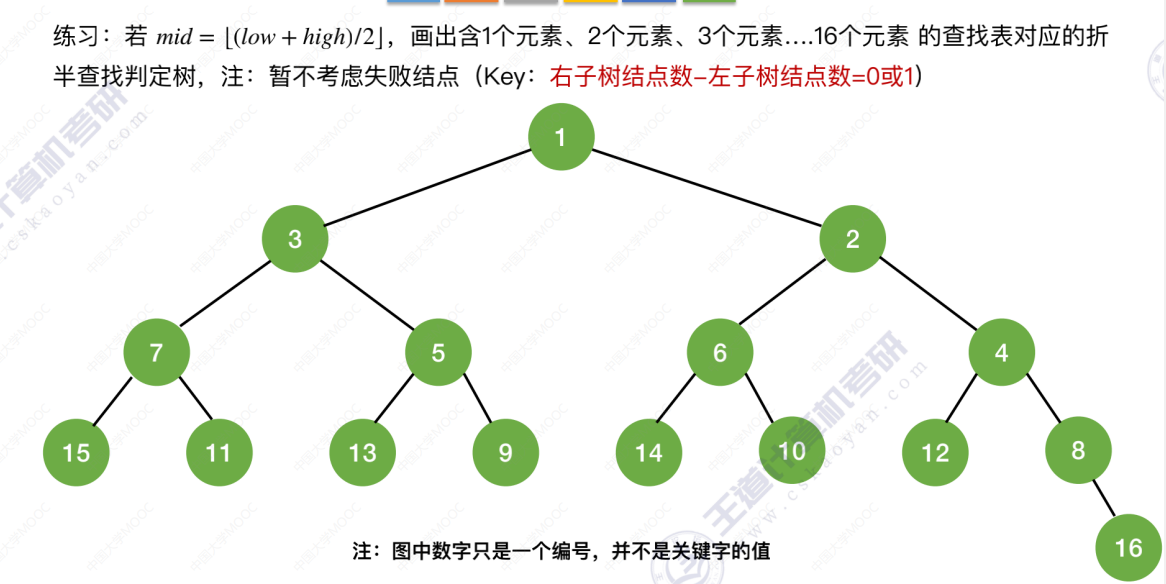 练习：若 mid = ⌊(low + high)/2⌋，画出含1个元素、2个元素、3个元素....16个元素 的查找表对应的折
半查找判定树，注：暂不考虑失败结点（Key：右子树结点数–左子树结点数=0或1）
1
3 2
7 5 6 4
15 11 13 9 14 10 12 8
16
注：图中数字只是一个编号，并不是关键字的值
王道计算机考研
www.cskaoyan.com
中国大学MOOC